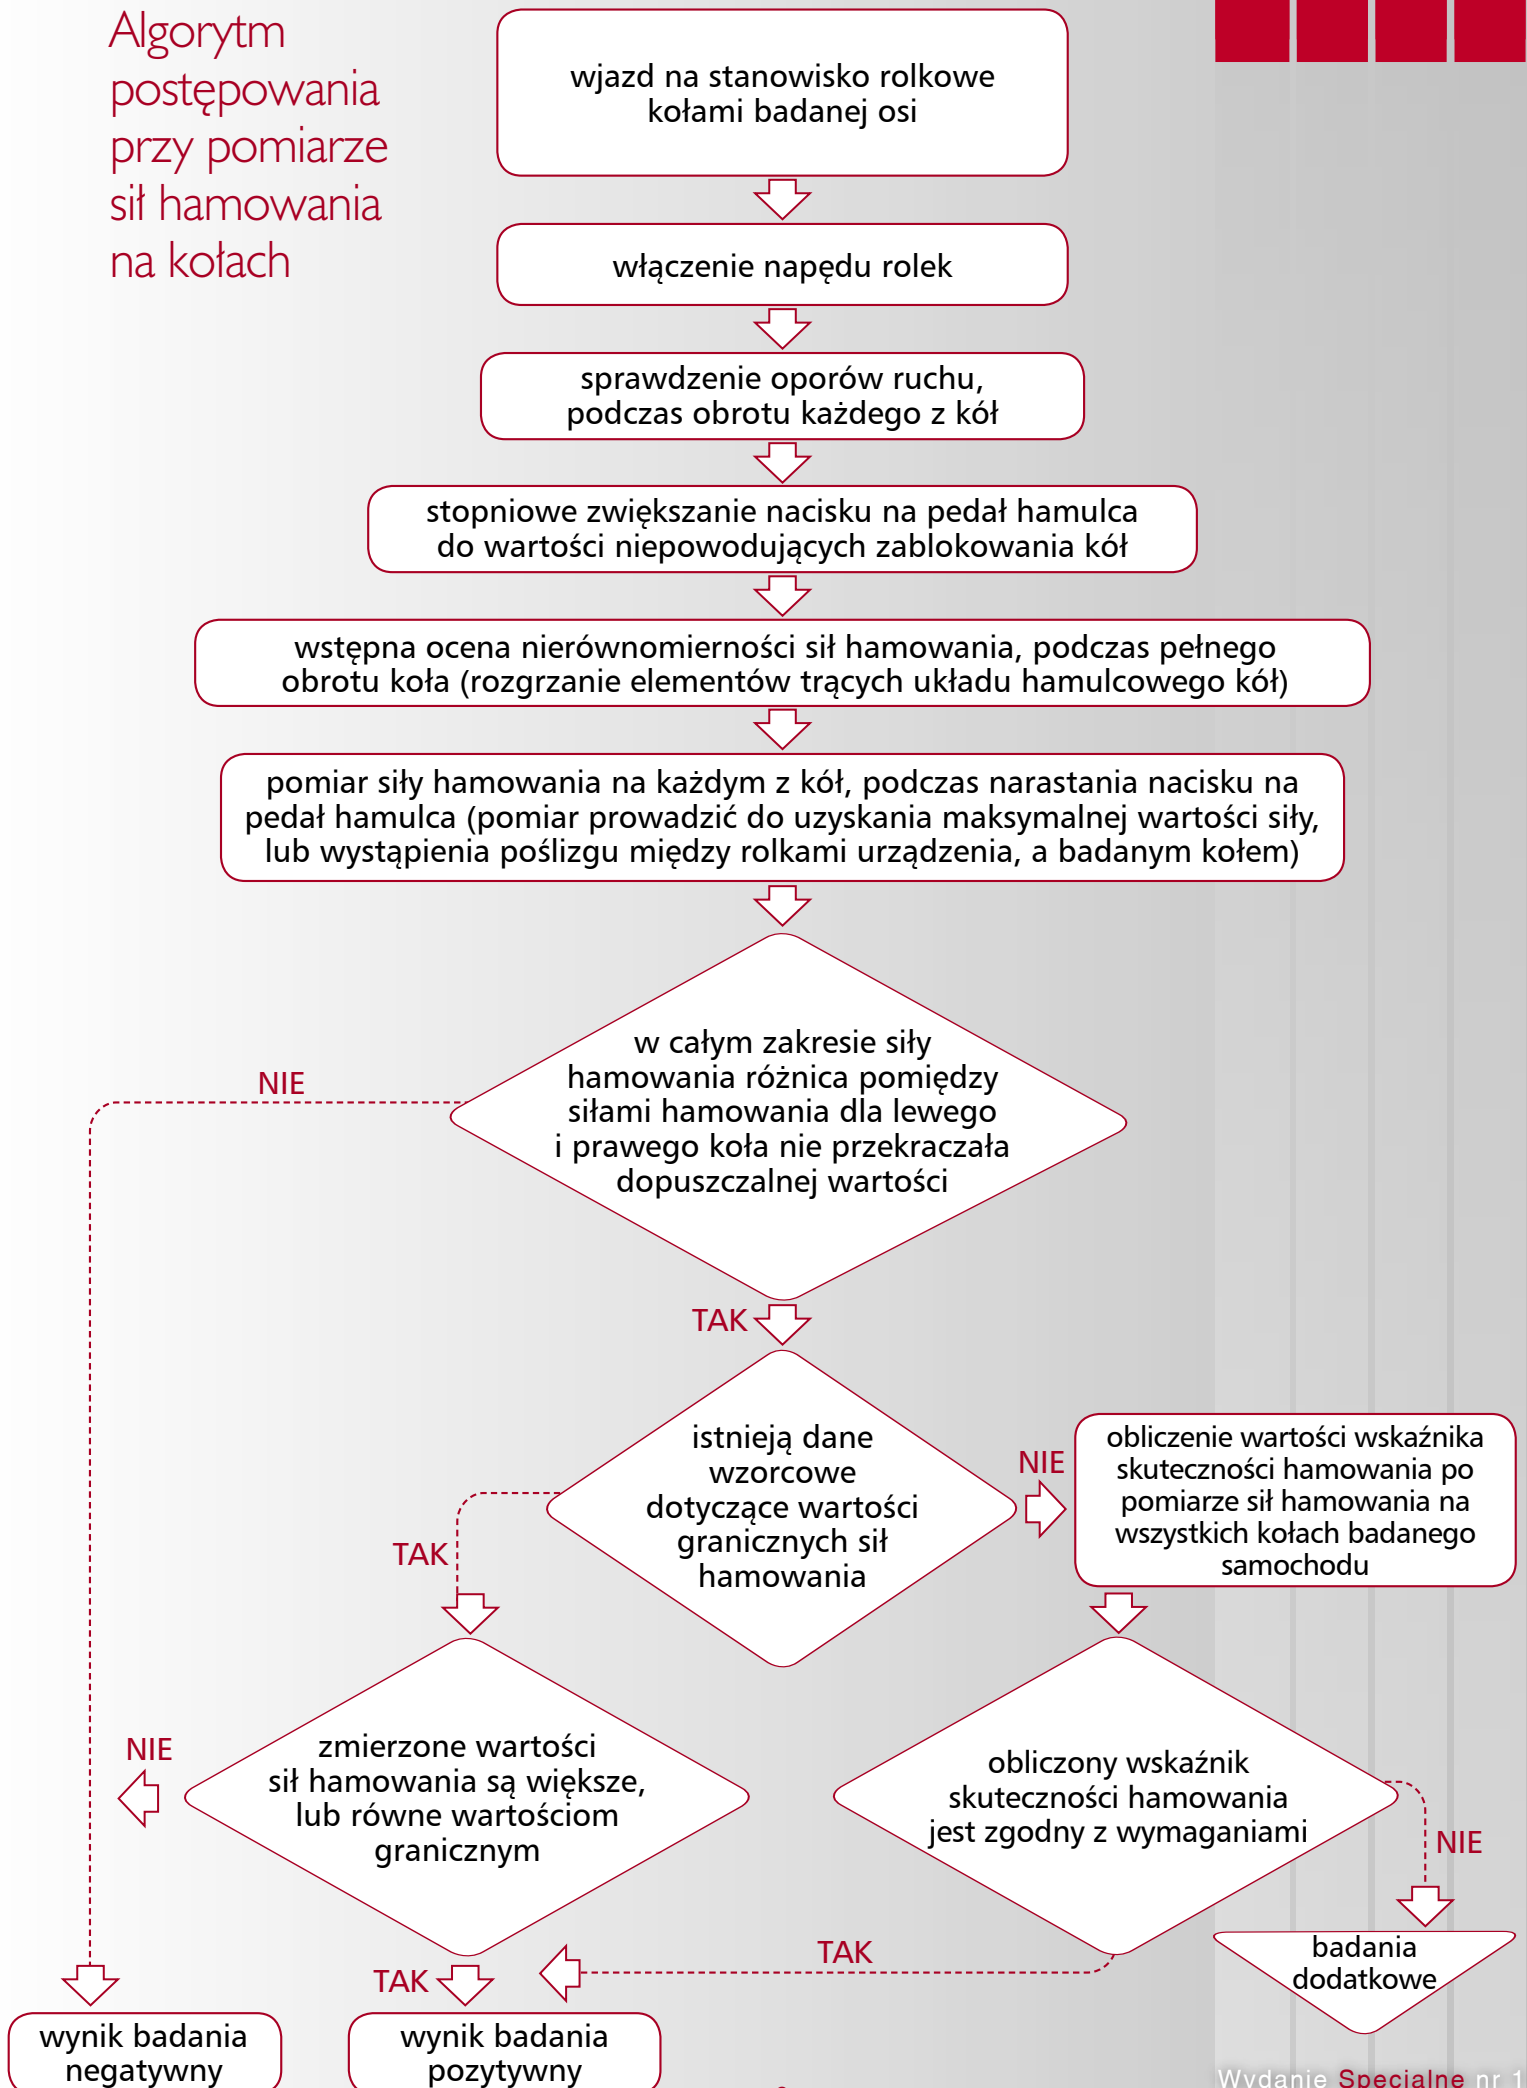 Algorytm
postępowania
przy pomiarze
sił hamowania
na kołach
wjazd na stanowisko rolkowe
kołami badanej osi
włączenie napędu rolek
sprawdzenie oporów ruchu,
podczas obrotu każdego z kół
stopniowe zwiększanie nacisku na pedał hamulca
do wartości niepowodujących zablokowania kół
wstępna ocena nierównomierności sił hamowania, podczas pełnego
obrotu koła (rozgrzanie elementów trących układu hamulcowego kół)
pomiar siły hamowania na każdym z kół, podczas narastania nacisku na
pedał hamulca (pomiar prowadzić do uzyskania maksymalnej wartości siły,
lub wystąpienia poślizgu między rolkami urządzenia, a badanym kołem)
w całym zakresie siły
hamowania różnica pomiędzy
siłami hamowania dla lewego
i prawego koła nie przekraczała
dopuszczalnej wartości
NIE
TAK
istnieją dane
wzorcowe
dotyczące wartości
granicznych sił
hamowania
NIE
obliczenie wartości wskaźnika
skuteczności hamowania po
pomiarze sił hamowania na
wszystkich kołach badanego
samochodu
TAK
zmierzone wartości
sił hamowania są większe,
lub równe wartościom
granicznym
NIE
obliczony wskaźnik
skuteczności hamowania
jest zgodny z wymaganiami
NIE
badania
dodatkowe
TAK
TAK
wynik badania
negatywny
wynik badania
pozytywny
Wydanie Specjalne nr 1